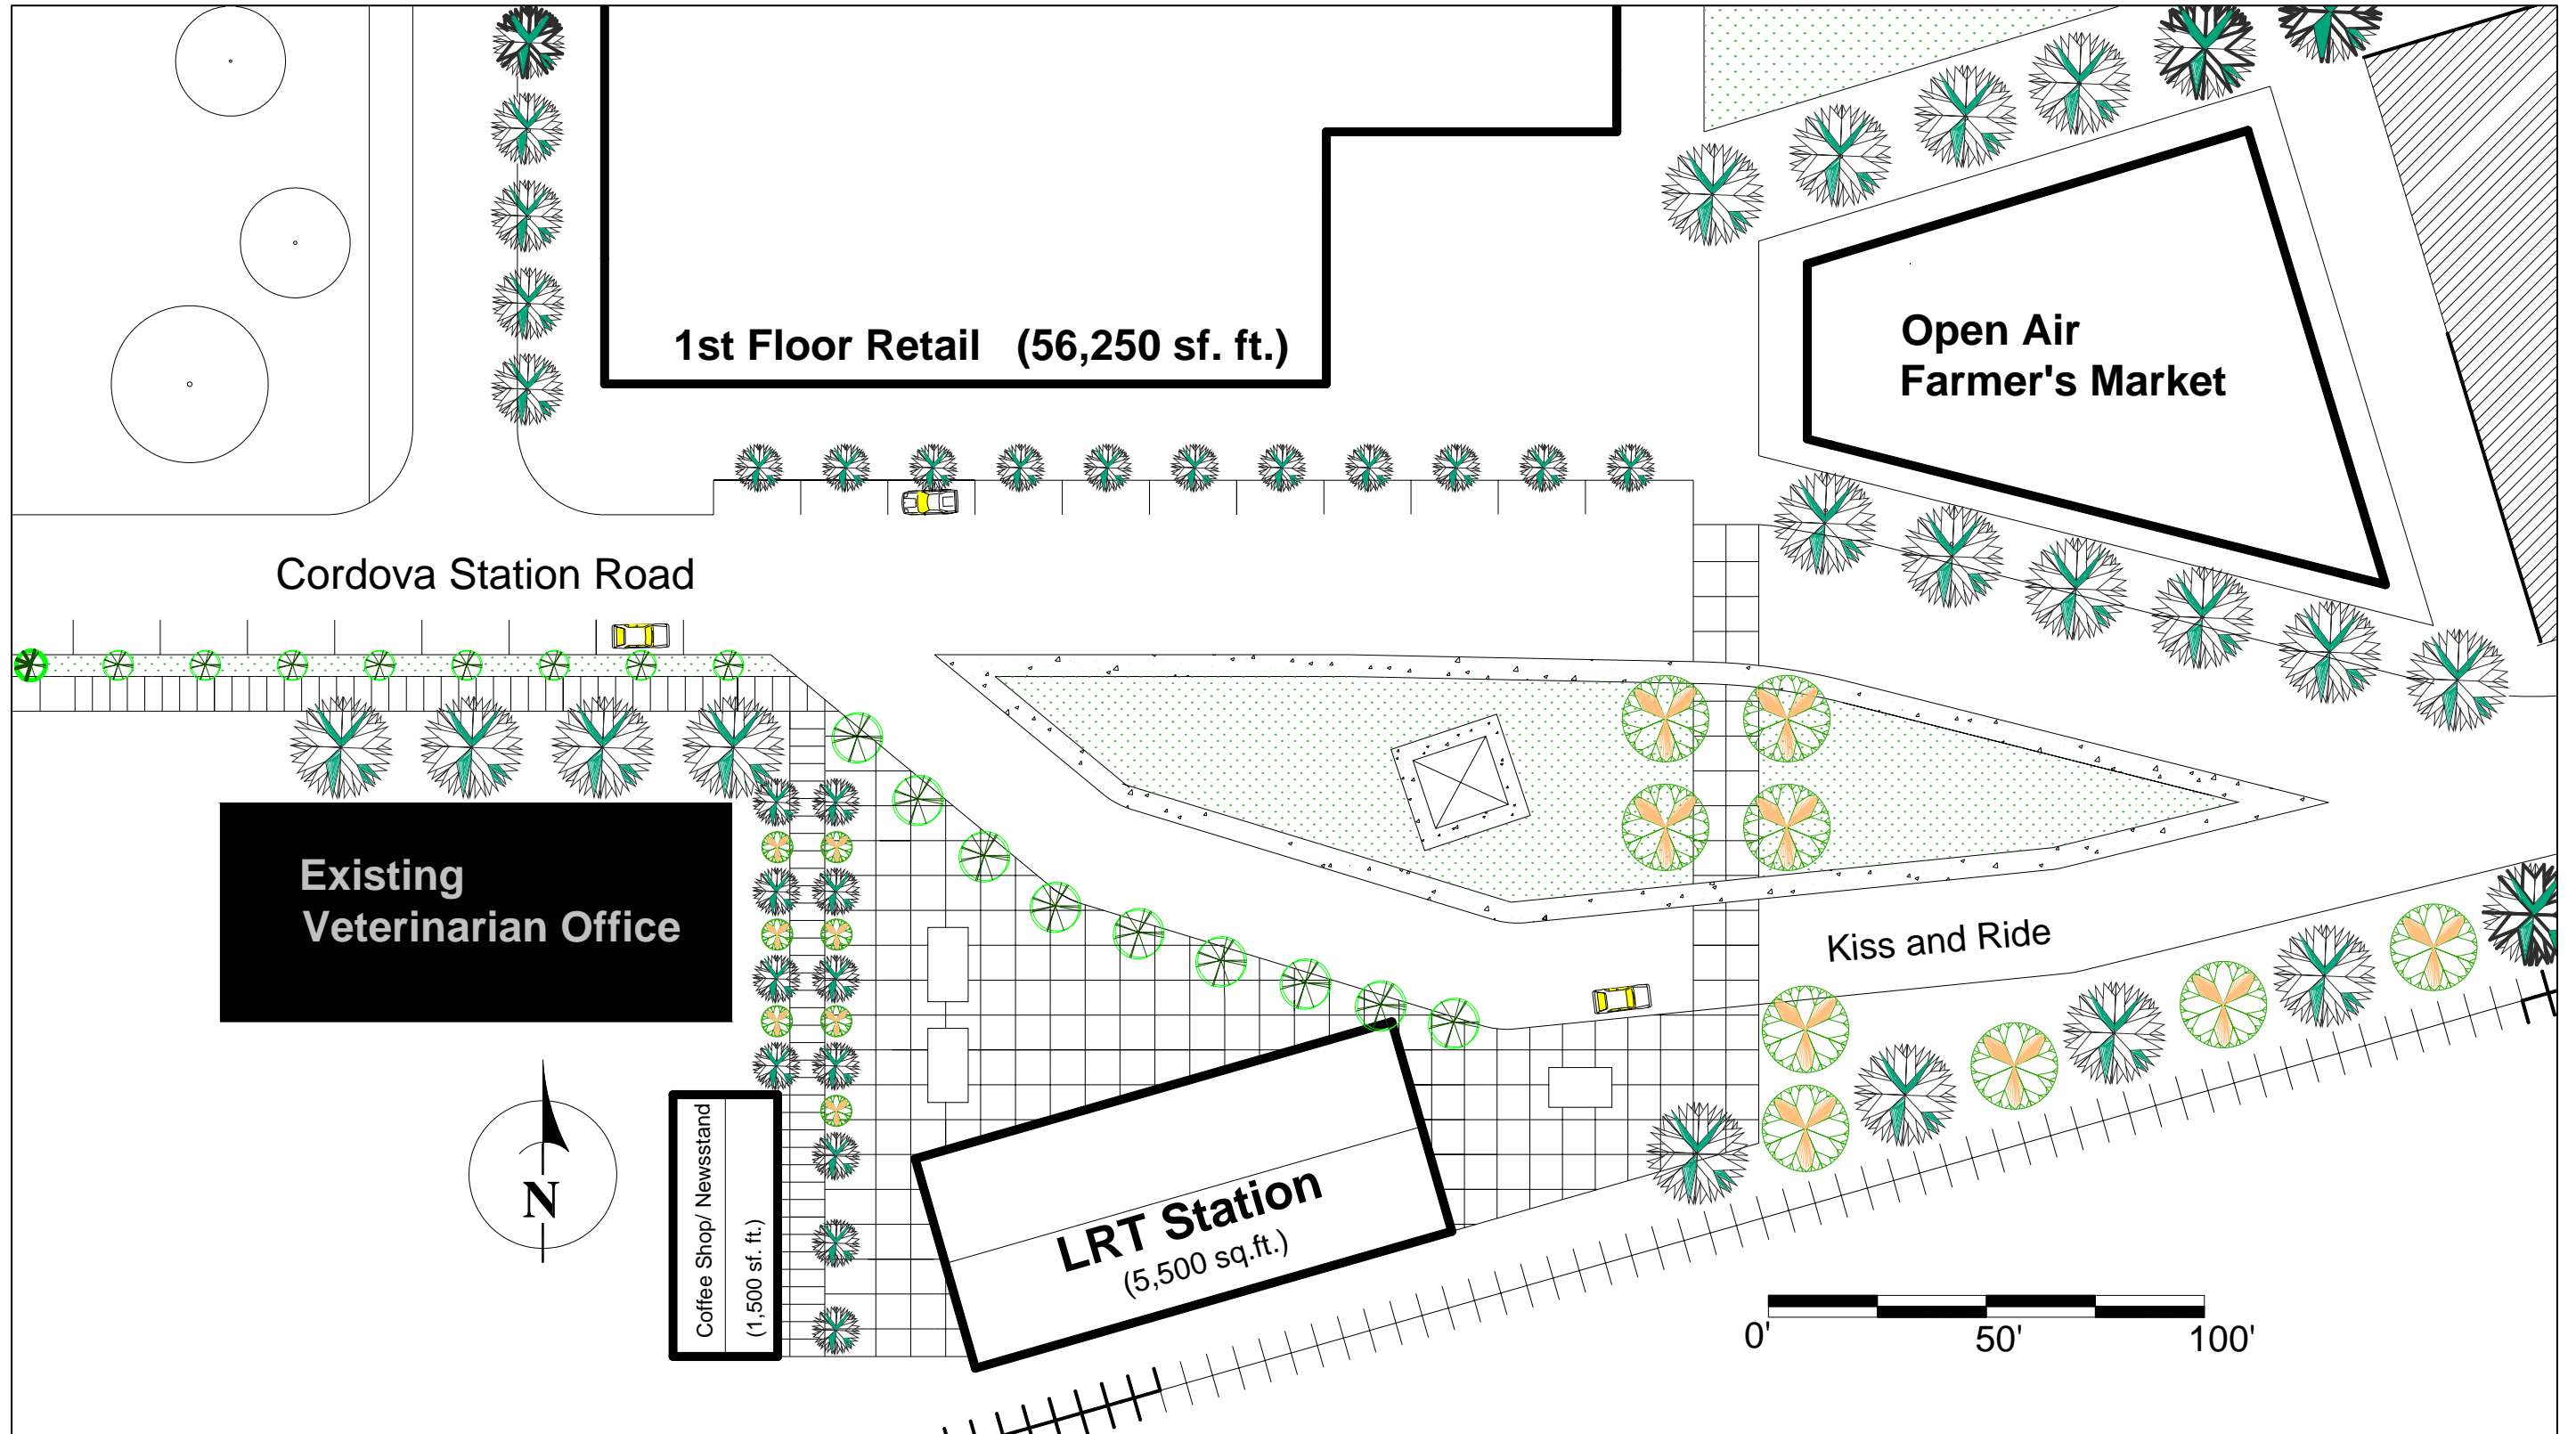 1st Floor Retail (56,250 sf. ft.)
Open Air
Farmer's Market
Cordova Station Road
Existing
Veterinarian Office
Kiss and Ride
N
Coffee Shop/ Newsstand
(1,500 sf. ft.)
LRT Station
(5,500 sq.ft.)
0' 50' 100'